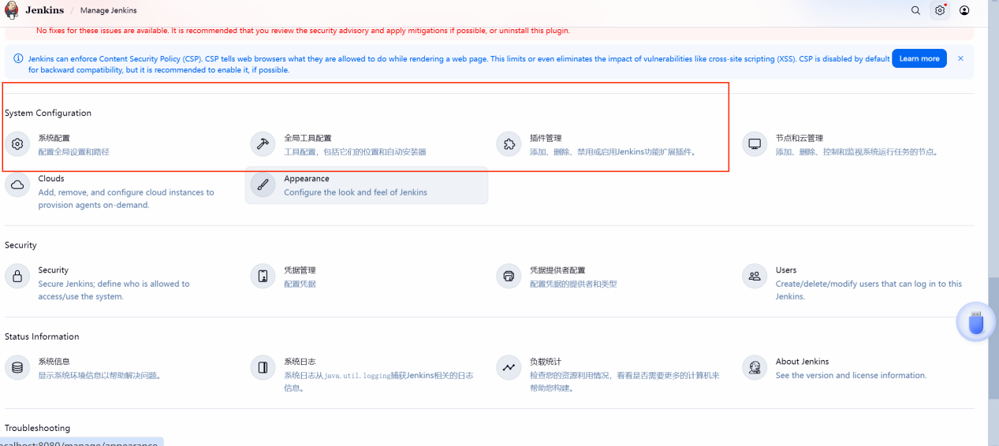 Jenkins / Manage Jenkins
No fixes for these issues are available. It is recommended that you review the security advisory and apply mitigations if possible, or uninstall this plugin.
Jenkins can enforce Content Security Policy (CSP). CSP tells web browsers what they are allowed to do while rendering a web page. This limits or even eliminates the impact of vulnerabilities like cross-site scripting (XSS). CSP is disabled by default
for backward compatibility, but it is recommended to enable it, if possible.
Learn more
System Configuration
系统配置
配置全局设置和路径
全局工具配置
工具配置，包括它们的位置和自动安装器
插件管理
添加、删除、禁用或启用Jenkins功能扩展插件。
节点和云管理
添加、删除、控制和监视系统运行任务的节点。
Clouds
Add, remove, and configure cloud instances to
provision agents on-demand.
Appearance
Configure the look and feel of Jenkins
Security
Security
Secure Jenkins; define who is allowed to
access/use the system.
凭据管理
配置凭据
凭据提供者配置
配置凭据的提供者和类型
Users
Create/delete/modify users that can log in to this
Jenkins.
Status Information
系统信息
显示系统环境信息以帮助解决问题。
系统日志
系统日志从java.util.logging捕获Jenkins相关的日志
信息。
负载统计
检查您的资源利用情况，看看是否需要更多的计算机来
帮助您构建。
About Jenkins
See the version and license information.
Troubleshooting
ocalhost:8080/manage/appearance